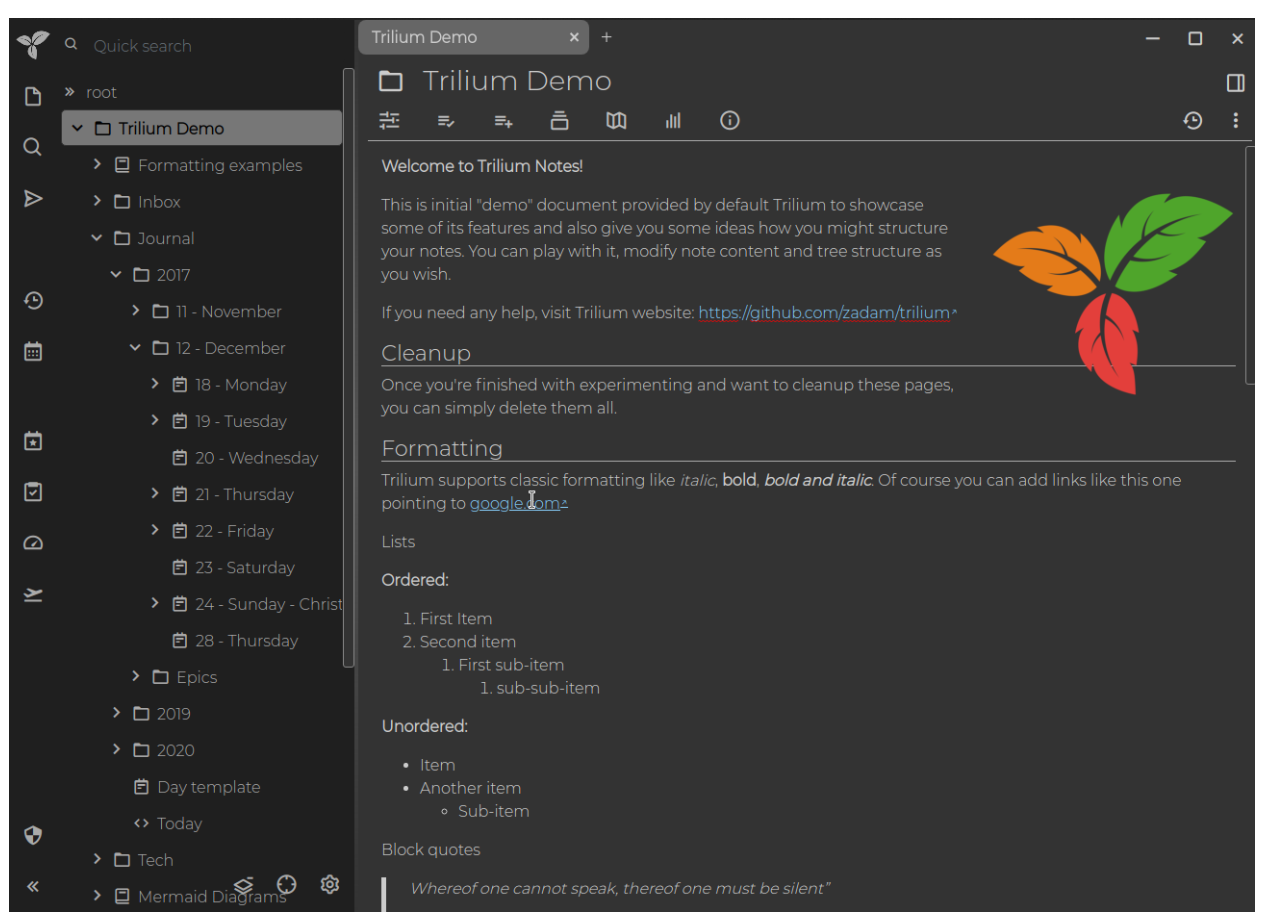 Quick search
root
Trilium Demo
Formatting examples
Inbox
Journal
2017
11 - November
12 - December
18 - Monday
19 - Tuesday
20 - Wednesday
21 - Thursday
22 - Friday
23 - Saturday
24 - Sunday - Christ
28 - Thursday
Epics
2019
2020
Day template
Today
Tech
Mermaid Diagrams
Trilium Demo
Trilium Demo
Welcome to Trilium Notes!
This is initial "demo" document provided by default Trilium to showcase
some of its features and also give you some ideas how you might structure
your notes. You can play with it, modify note content and tree structure as
you wish.
If you need any help, visit Trilium website: https://github.com/zadam/trilium
Cleanup
Once you're finished with experimenting and want to cleanup these pages,
you can simply delete them all.
Formatting
Trilium supports classic formatting like italic, bold, bold and italic. Of course you can add links like this one
pointing to google.com
Lists
Ordered:
1. First Item
2. Second item
1. First sub-item
1. sub-sub-item
Unordered:
• Item
• Another item
◦ Sub-item
Block quotes
Whereof one cannot speak, thereof one must be silent”